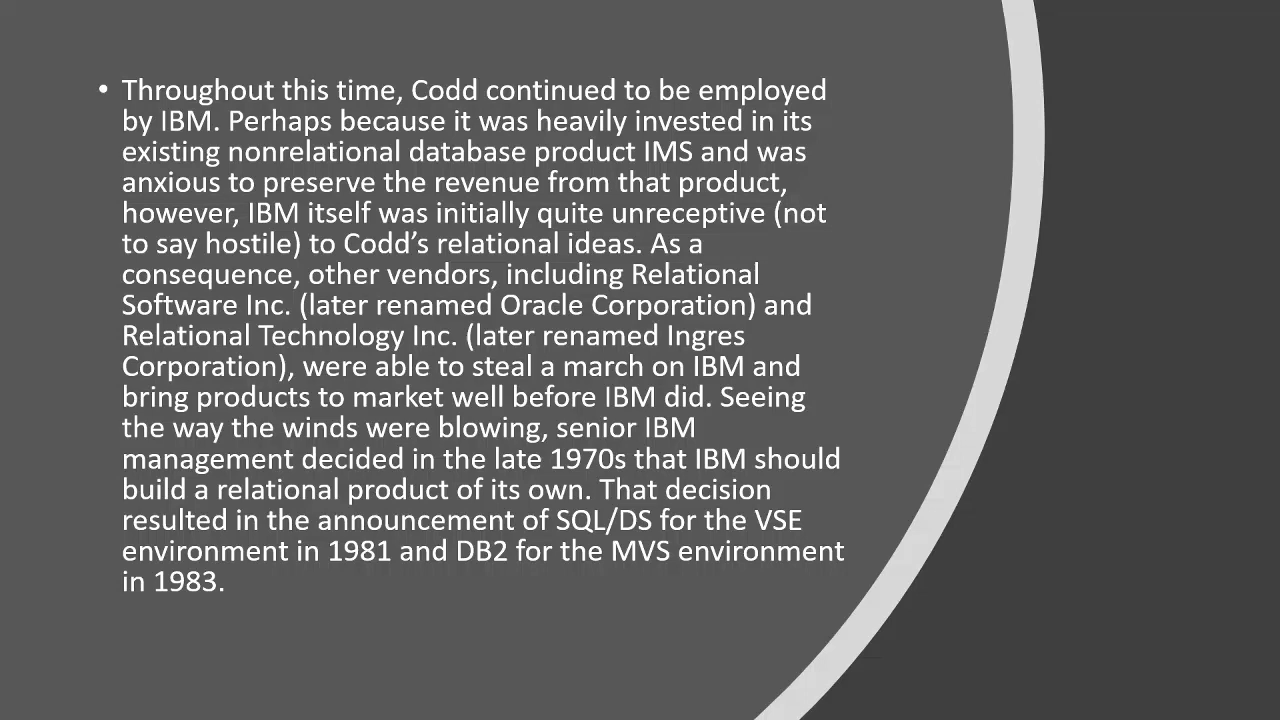 • Throughout this time, Codd continued to be employed
by IBM. Perhaps because it was heavily invested in its
existing nonrelational database product IMS and was
anxious to preserve the revenue from that product,
however, IBM itself was initially quite unreceptive (not
to say hostile) to Codd’s relational ideas. As a
consequence, other vendors, including Relational
Software Inc. (later renamed Oracle Corporation) and
Relational Technology Inc. (later renamed Ingres
Corporation), were able to steal a march on IBM and
bring products to market well before IBM did. Seeing
the way the winds were blowing, senior IBM
management decided in the late 1970s that IBM should
build a relational product of its own. That decision
resulted in the announcement of SQL/DS for the VSE
environment in 1981 and DB2 for the MVS environment
in 1983.